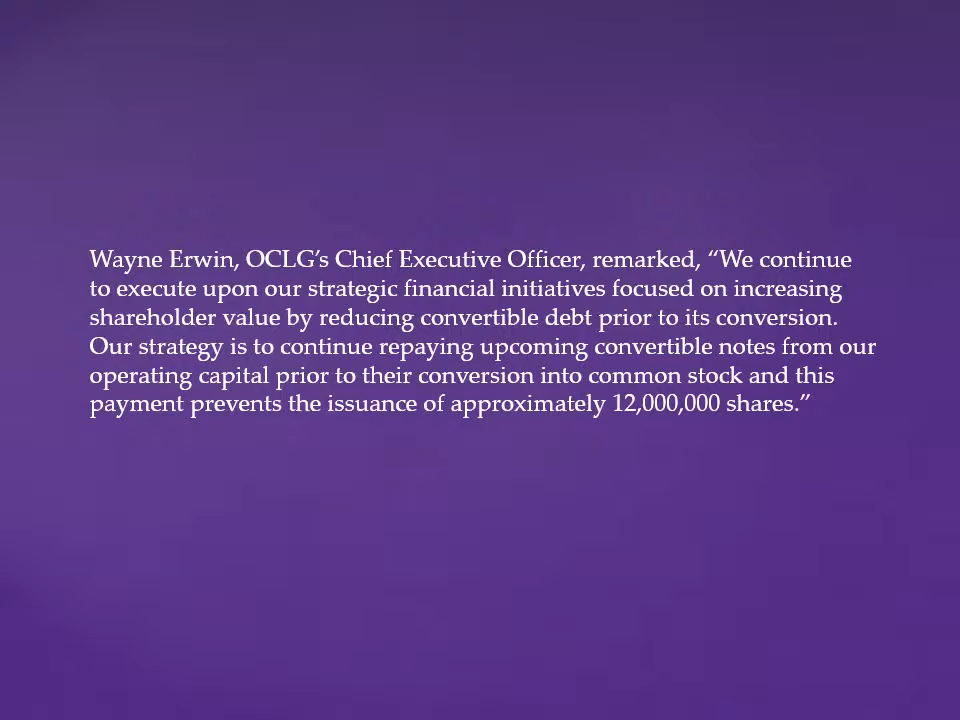 Wayne Erwin, OCLG’s Chief Executive Officer, remarked, “We continue
to execute upon our strategic financial initiatives focused on increasing
shareholder value by reducing convertible debt prior to its conversion.
Our strategy is to continue repaying upcoming convertible notes from our
operating capital prior to their conversion into common stock and this
payment prevents the issuance of approximately 12,000,000 shares.”